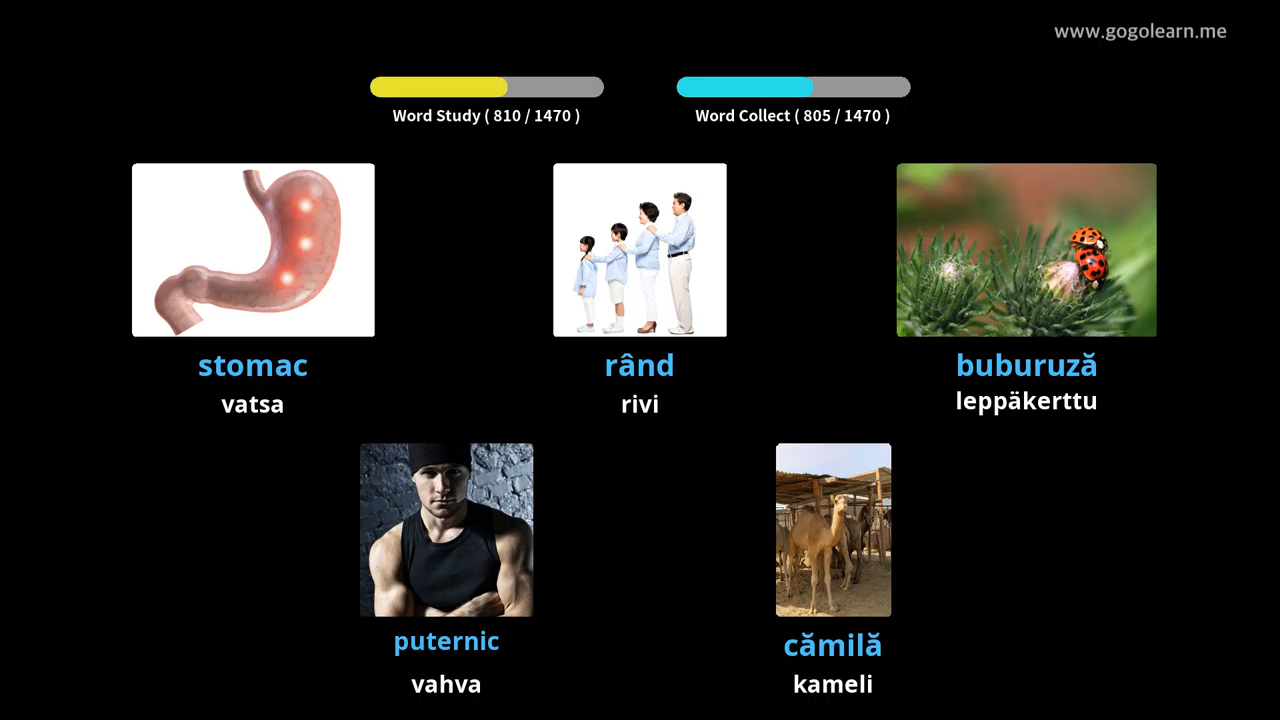 www.gogolearn.me
Word Study ( 810 / 1470 )
Word Collect ( 805 / 1470 )
stomac
vatsa
rând
rivi
buburuză
leppäkerttu
puternic
vahva
cămilă
kameli